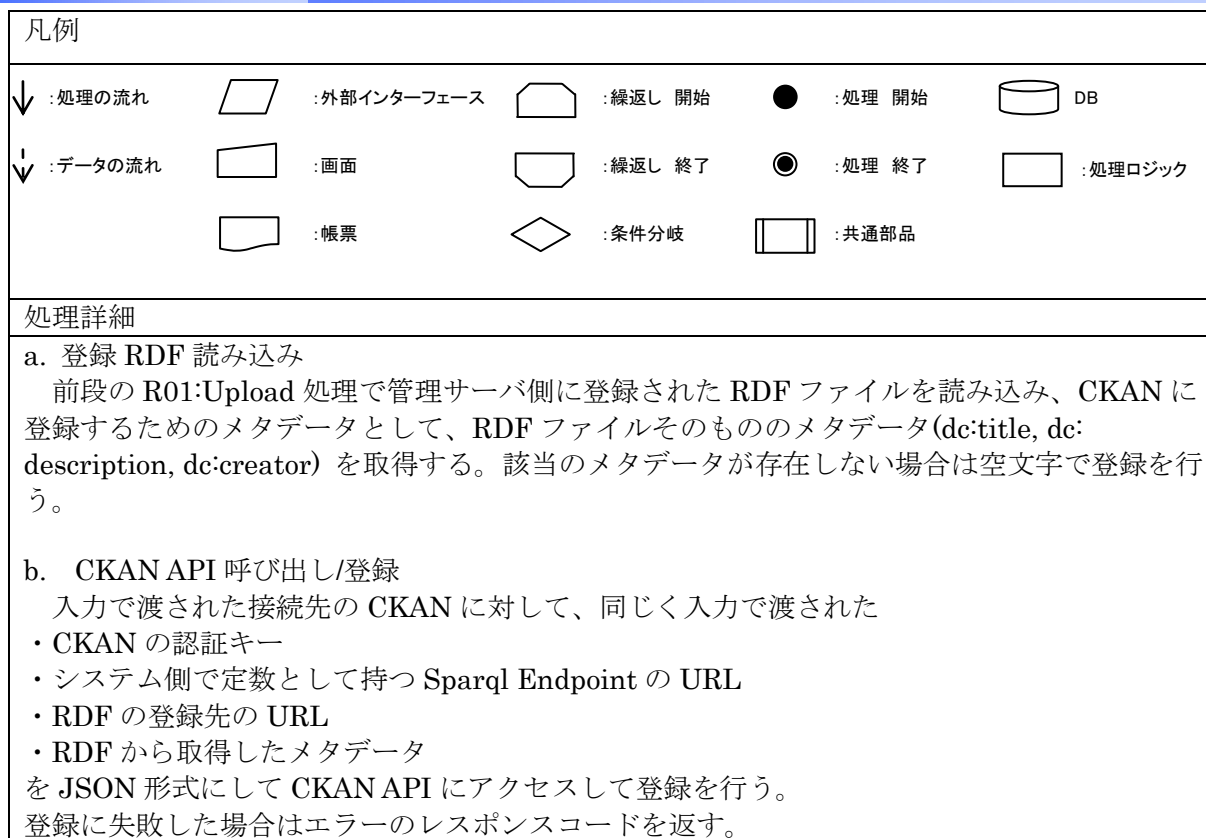 凡例
:処理の流れ :外部インターフェース :繰返し 開始 :処理 開始 DB
:データの流れ :画面 :繰返し 終了 :処理 終了 :処理ロジック
:帳票 :条件分岐 :共通部品
処理詳細
a. 登録 RDF 読み込み
前段の R01:Upload 処理で管理サーバ側に登録された RDF ファイルを読み込み、CKAN に
登録するためのメタデータとして、RDF ファイルそのもののメタデータ(dc:title, dc:
description, dc:creator) を取得する。該当のメタデータが存在しない場合は空文字で登録を行
う。
b. CKAN API 呼び出し/登録
入力で渡された接続先の CKAN に対して、同じく入力で渡された
・CKAN の認証キー
・システム側で定数として持つ Sparql Endpoint の URL
・RDF の登録先の URL
・RDF から取得したメタデータ
を JSON 形式にして CKAN API にアクセスして登録を行う。
登録に失敗した場合はエラーのレスポンスコードを返す。